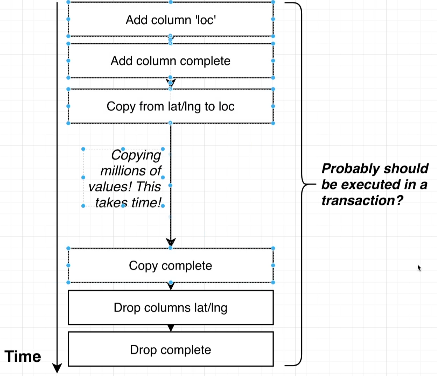 Add column 'loc'
Add column complete
Copy from lat/lng to loc
Copying
millions of
values! This
takes time!
Probably should
be executed in a
transaction?
Copy complete
Drop columns lat/lng
Drop complete
Time